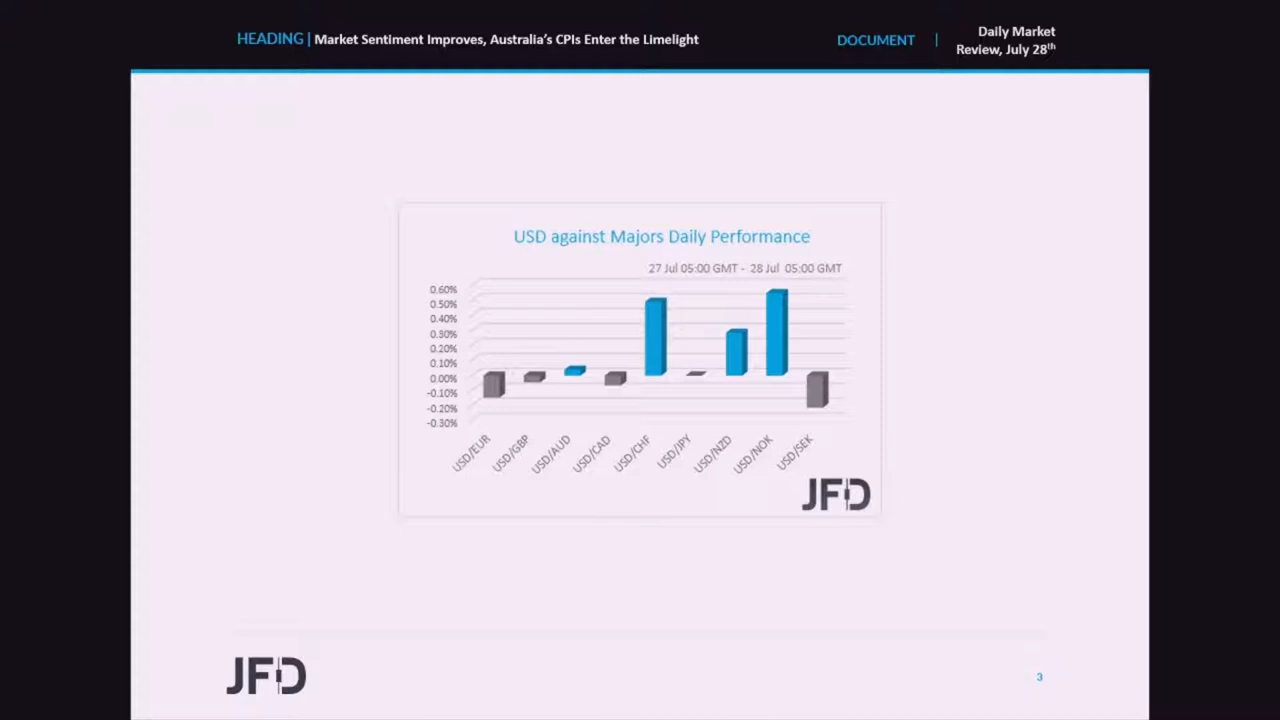 HEADING | Market Sentiment Improves, Australia's CPIs Enter the Limelight
DOCUMENT | Daily Market
Review, July 28th
USD against Majors Daily Performance
27 Jul 05:00 GMT - 28 Jul 05:00 GMT
0.60%
0.50%
0.40%
0.30%
0.20%
0.10%
0.00%
-0.10%
-0.20%
-0.30%
USD/EUR
USD/GBP
USD/AUD
USD/CAD
USD/CHF
USD/JPY
USD/NZD
USD/NOK
USD/SEK
JFD
JFD
3